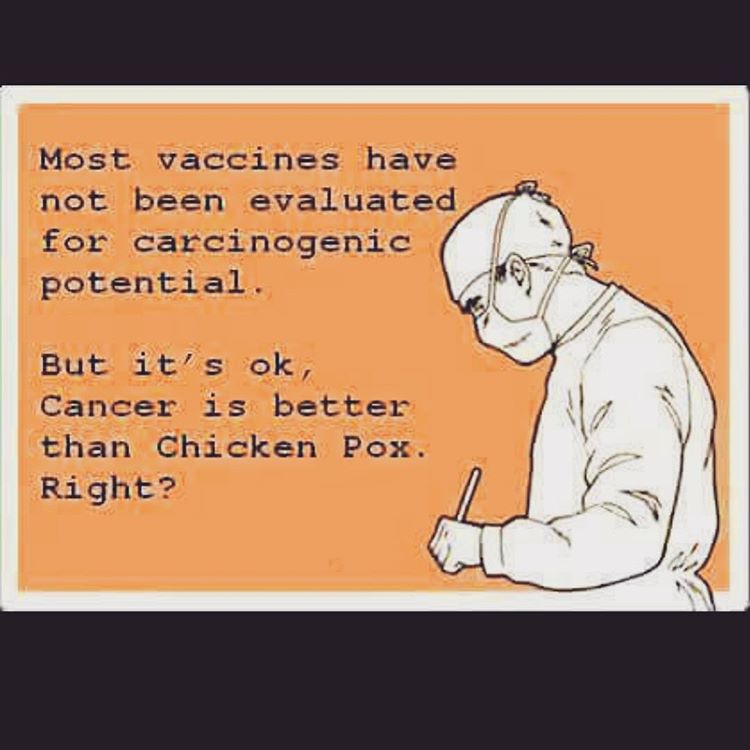 Most vaccines have
not been evaluated
for carcinogenic
potential.
But it's ok,
Cancer is better
than Chicken Pox.
Right?